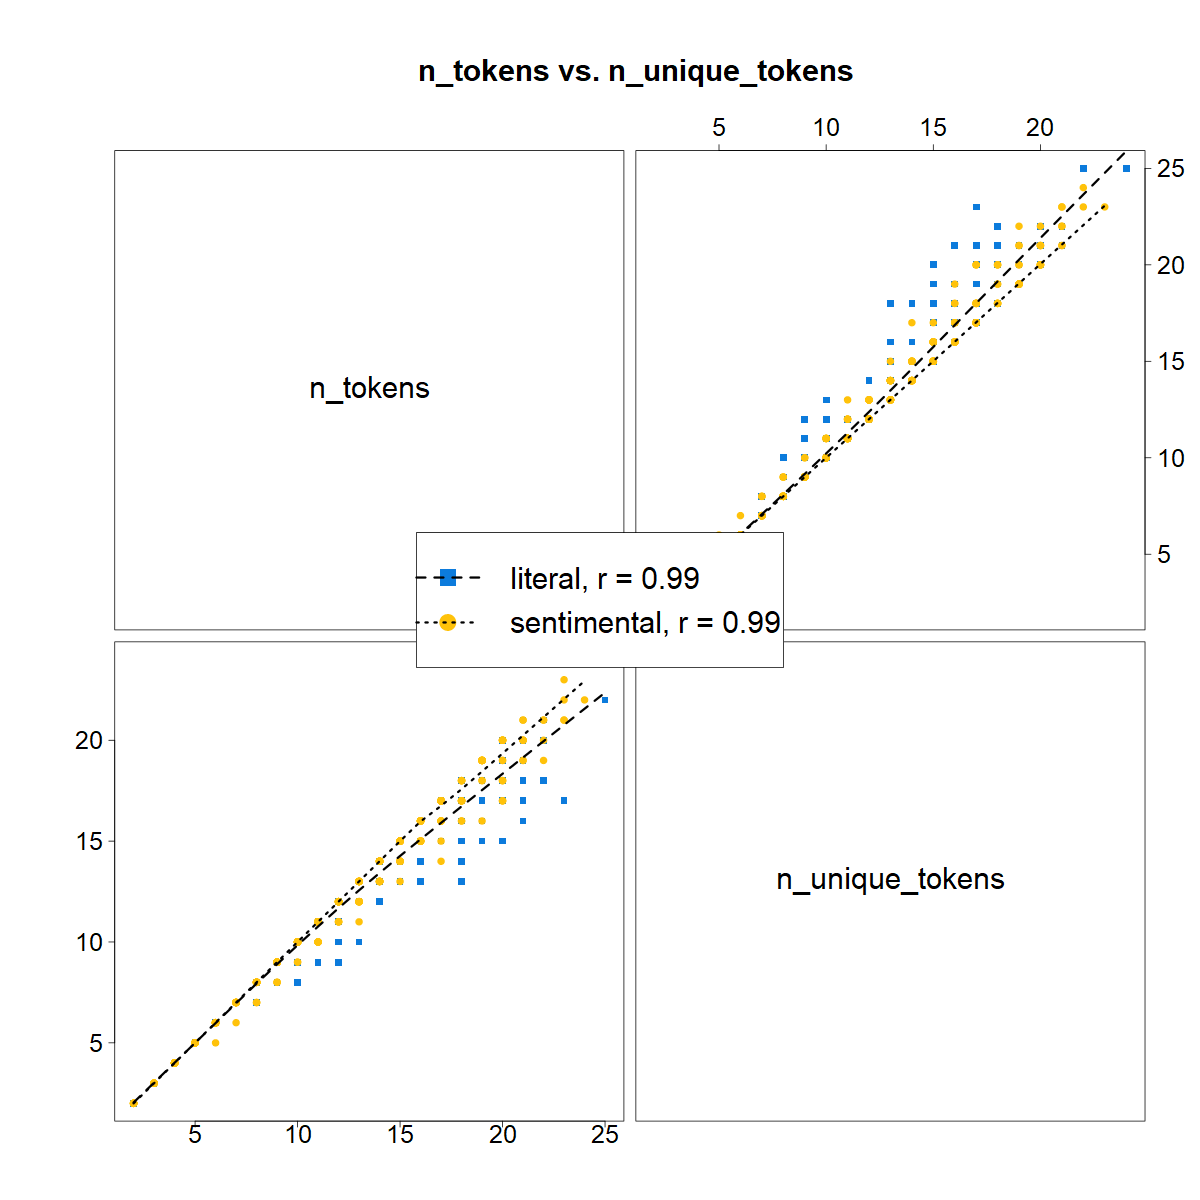 n_tokens vs. n_unique_tokens
5 10 15 20
25
20
15
10
5
n_tokens
literal, r = 0.99
sentimental, r = 0.99
20
15
10
5
n_unique_tokens
5 10 15 20 25